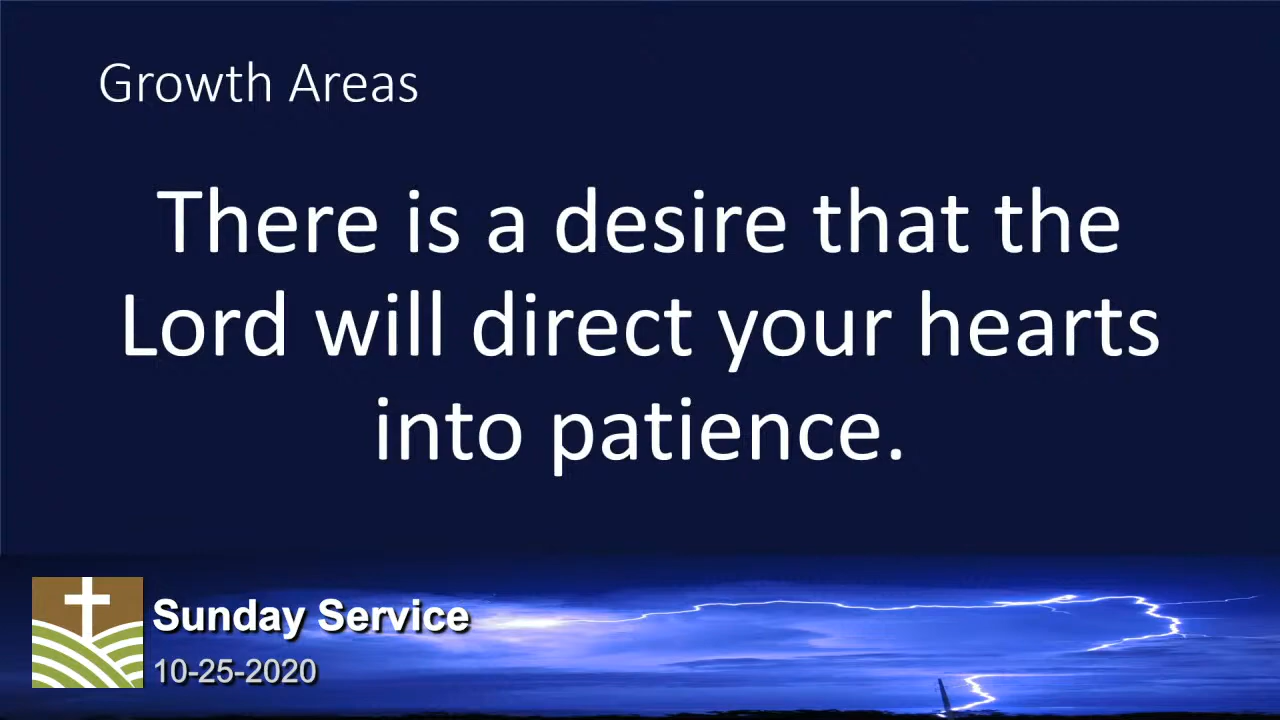 Growth Areas
There is a desire that the
Lord will direct your hearts
into patience.
Sunday Service
10-25-2020